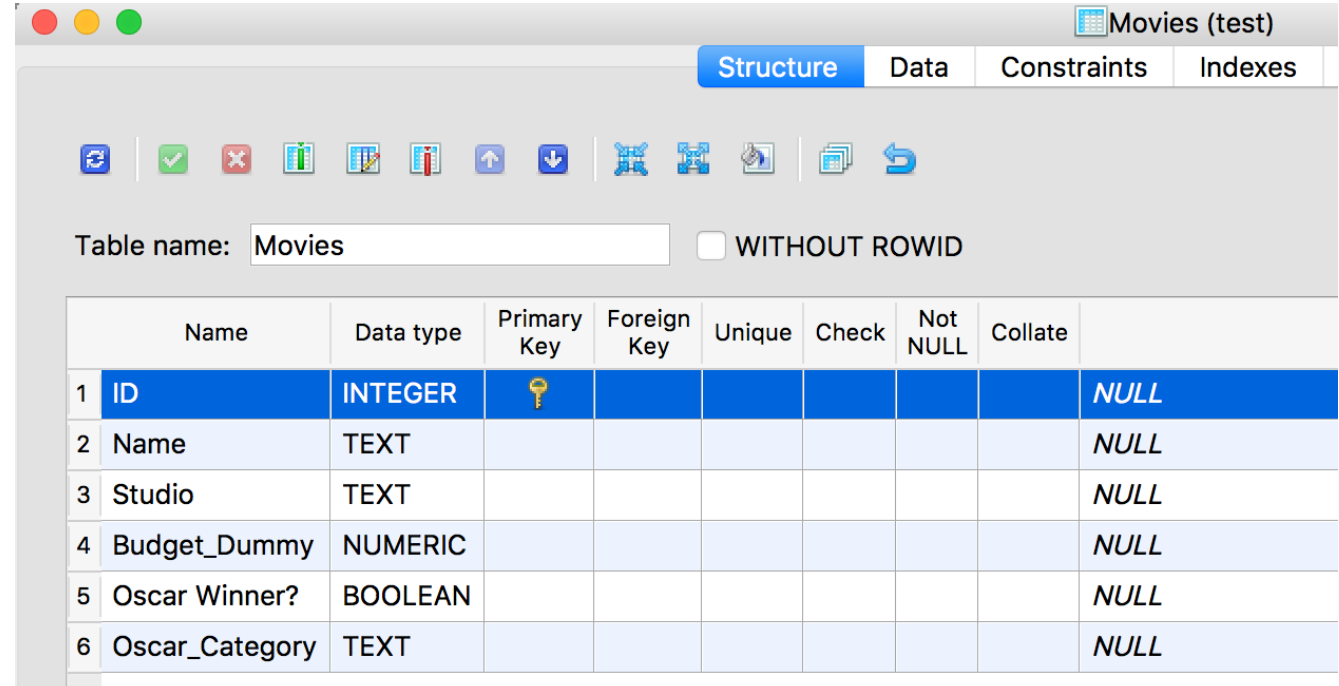 Movies (test)
Structure Data Constraints Indexes
Table name: Movies WITHOUT ROWID
Name Data type Primary Key Foreign Key Unique Check Not NULL Collate
1 ID INTEGER NULL
2 Name TEXT NULL
3 Studio TEXT NULL
4 Budget_Dummy NUMERIC NULL
5 Oscar Winner? BOOLEAN NULL
6 Oscar_Category TEXT NULL